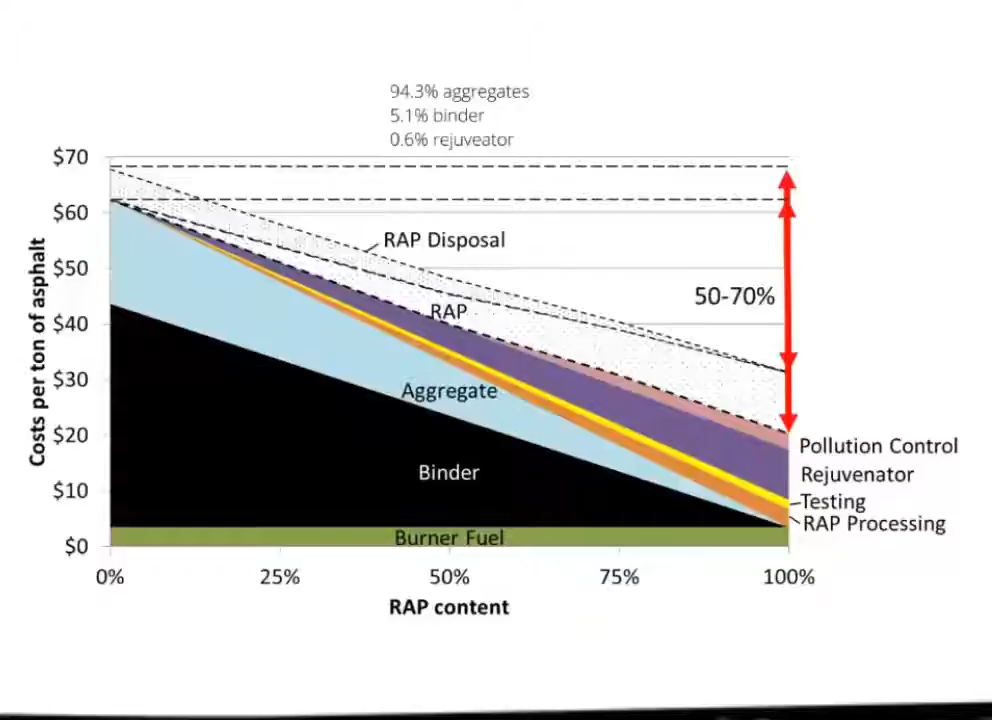 94.3% aggregates
5.1% binder
0.6% rejuveator
$70
$60
$50
$40
$30
$20
$10
$0
Costs per ton of asphalt
RAP Disposal
RAP
50-70%
Aggregate
Binder
Burner Fuel
Pollution Control
Rejuvenator
Testing
RAP Processing
0% 25% 50% 75% 100%
RAP content